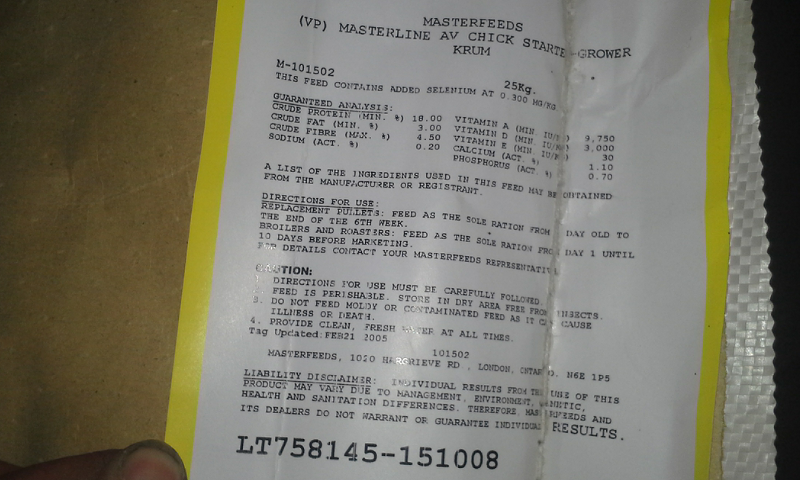 MASTERFEEDS
(VP) MASTERLINE AV CHICK STARTE-GROWER
KRUM
M-101502 25Kg.
THIS FEED CONTAINS ADDED SELENIUM AT 0.300 MG/KG
GUARANTEED ANALYSIS:
CRUDE PROTEIN (MIN. %) 18.00 VITAMIN A (MIN. IU/K) 9,750
CRUDE FAT (MIN. %) 3.00 VITAMIN D (MIN. IU/K) 3,000
CRUDE FIBRE (MAX. %) 4.50 VITAMIN E (MIN. IU/K) 30
SODIUM (ACT. %) 0.20 CALCIUM (ACT. %) 1.10
PHOSPHORUS (ACT. %) 0.70
A LIST OF THE INGREDIENTS USED IN THIS FEED MAY BE OBTAINED
FROM THE MANUFACTURER OR REGISTRANT.
DIRECTIONS FOR USE:
REPLACEMENT PULLETS: FEED AS THE SOLE RATION FROM DAY OLD TO
THE END OF THE 6TH WEEK.
BROILERS AND ROASTERS: FEED AS THE SOLE RATION FROM DAY 1 UNTIL
10 DAYS BEFORE MARKETING.
FOR DETAILS CONTACT YOUR MASTERFEEDS REPRESENTATIV
CAUTION:
DIRECTIONS FOR USE MUST BE CAREFULLY FOLLOWED.
FEED IS PERISHABLE. STORE IN DRY AREA FREE FROM INSECTS.
3. DO NOT FEED MOLDY OR CONTAMINATED FEED AS IT CAN CAUSE
ILLNESS OR DEATH.
4. PROVIDE CLEAN, FRESH WATER AT ALL TIMES.
Tag Updated:FEB21 2005
101502
MASTERFEEDS, 1020 HARGRIEVE RD , LONDON, ONTARIO. N6E 1P5
LIABILITY DISCLAIMER: INDIVIDUAL RESULTS FROM THE USE OF THIS
PRODUCT MAY VARY DUE TO MANAGEMENT, ENVIRONMENT,
HEALTH AND SANITATION DIFFERENCES. THEREFORE, MASTERFEEDS AND
ITS DEALERS DO NOT WARRANT OR GUARANTEE INDIVIDUAL RESULTS.
LT758145-151008